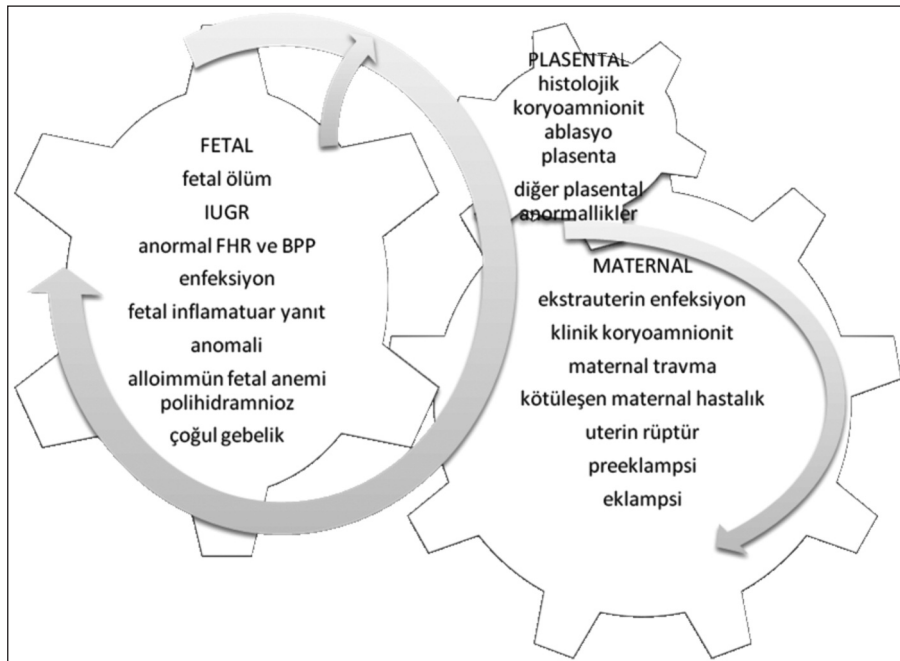 FETAL
fetal ölüm
IUGR
anormal FHR ve BPP
enfeksiyon
fetal inflamatuar yanıt
anomali
alloimmün fetal anemi
polihidramnioz
çoğul gebelik
PLASENTAL
histolojik
koryoamnionit
ablasyo
plasenta
diğer plasental
anormallikler
MATERNAL
ekstrauterin enfeksiyon
klinik koryoamnionit
maternal travma
kötüleşen maternal hastalık
uterin rüptür
preeklampsi
eklampsi